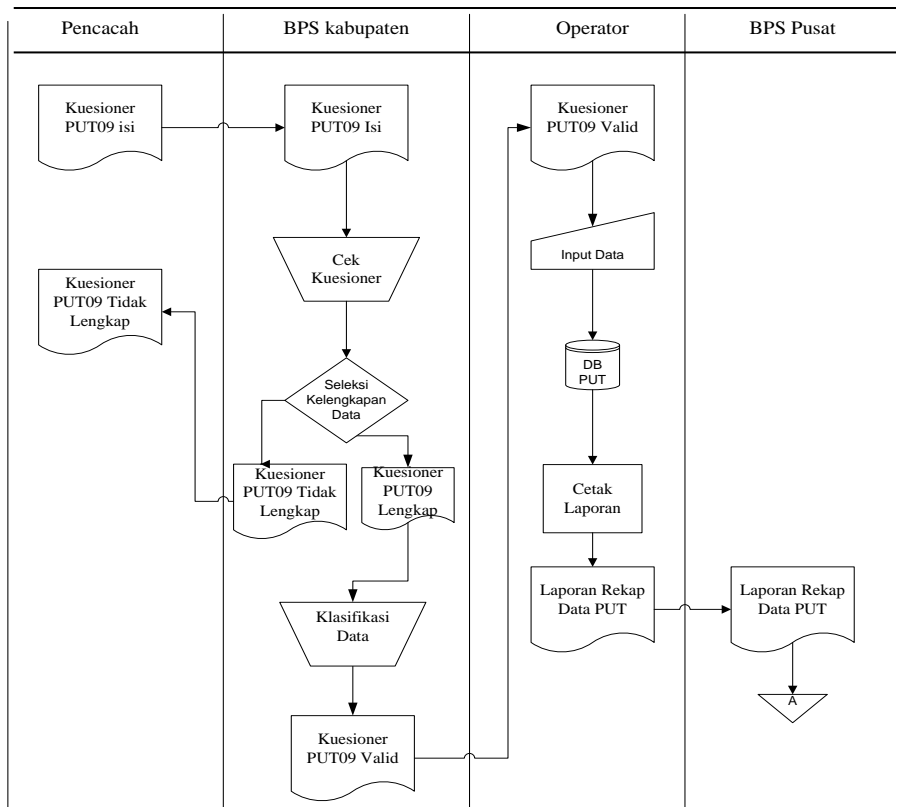 Pencacah
BPS kabupaten
Operator
BPS Pusat
Kuesioner
PUT09 isi
Kuesioner
PUT09 Isi
Kuesioner
PUT09 Valid
Cek
Kuesioner
Input Data
Kuesioner
PUT09 Tidak
Lengkap
DB
PUT
Seleksi
Kelengkapan
Data
Kuesioner
PUT09 Tidak
Lengkap
Kuesioner
PUT09
Lengkap
Cetak
Laporan
Klasifikasi
Data
Laporan Rekap
Data PUT
Laporan Rekap
Data PUT
A
Kuesioner
PUT09 Valid